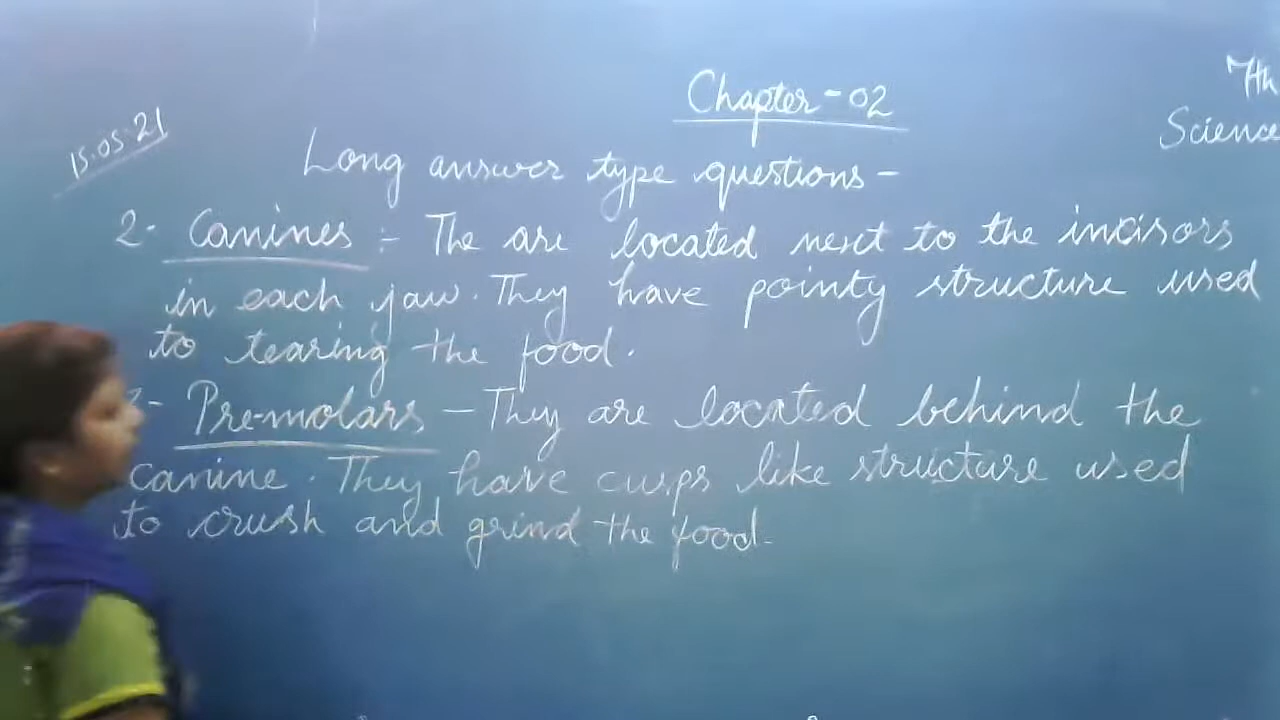 Chapter - 02
7th
Science
15.05.21
Long answer type questions -
2- Canines :- The are located next to the incisors
in each jaw. They have pointy structure used
to tearing the food.
3- Pre-molars - They are located behind the
canine. They have cusps like structure used
to crush and grind the food.